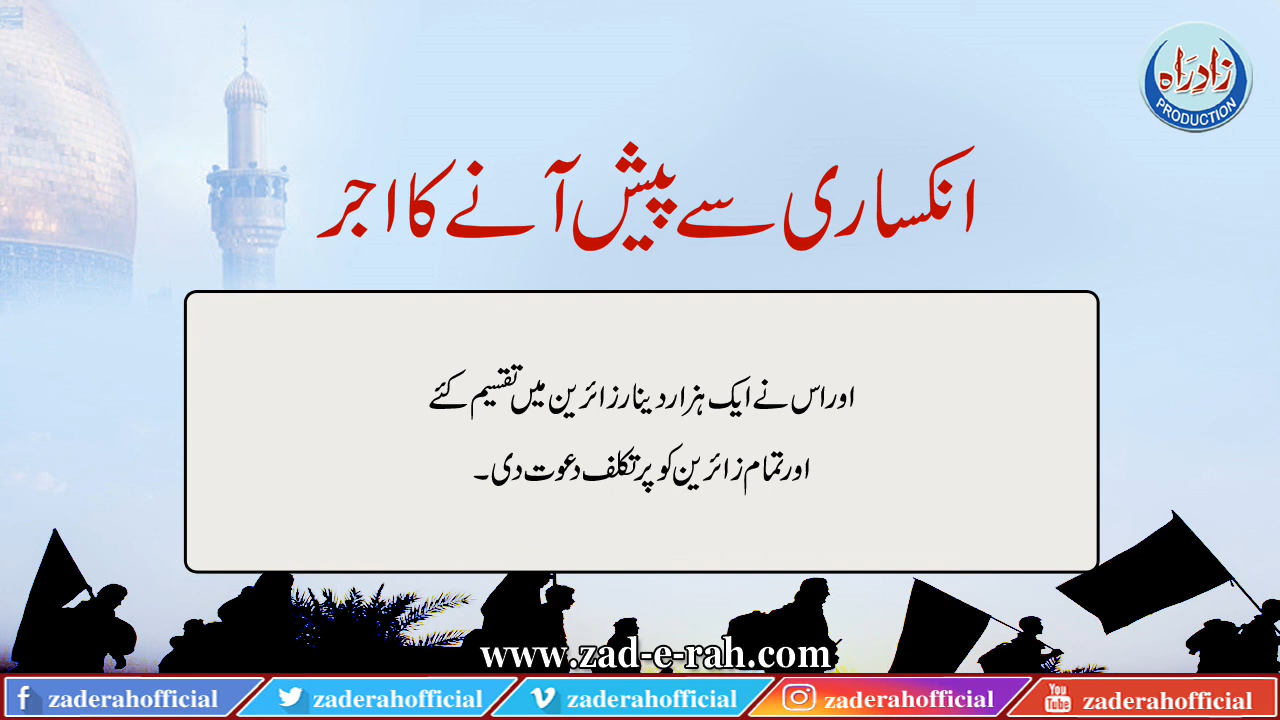 زادِراہ
PRODUCTION
انکساری سے پیش آنے کا اجر
اور اس نے ایک ہزار دینار زائرین میں تقسیم کئے
اور تمام زائرین کو پر تکلف دعوت دی۔
www.zad-e-rah.com
zaderahofficial
zaderahofficial
zaderahofficial
zaderahofficial
You Tube zaderahofficial